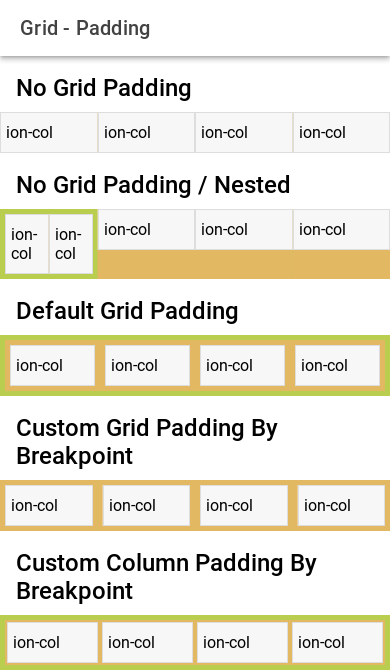 Grid - Padding
No Grid Padding
ion-col ion-col ion-col ion-col
No Grid Padding / Nested
ion- ion- ion-col ion-col ion-col
col col
Default Grid Padding
ion-col ion-col ion-col ion-col
Custom Grid Padding By
Breakpoint
ion-col ion-col ion-col ion-col
Custom Column Padding By
Breakpoint
ion-col ion-col ion-col ion-col